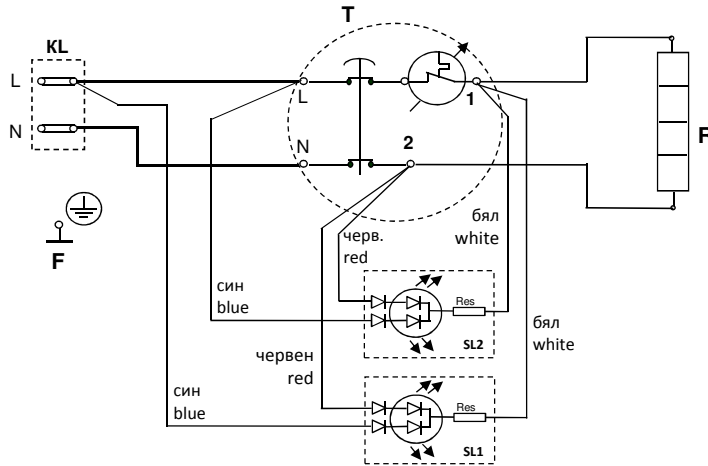 T
KL
L
N
L
1
N
2
F
F
бял
white
черв.
red
син
blue
Res
SL2
бял
white
червен
red
син
blue
Res
SL1